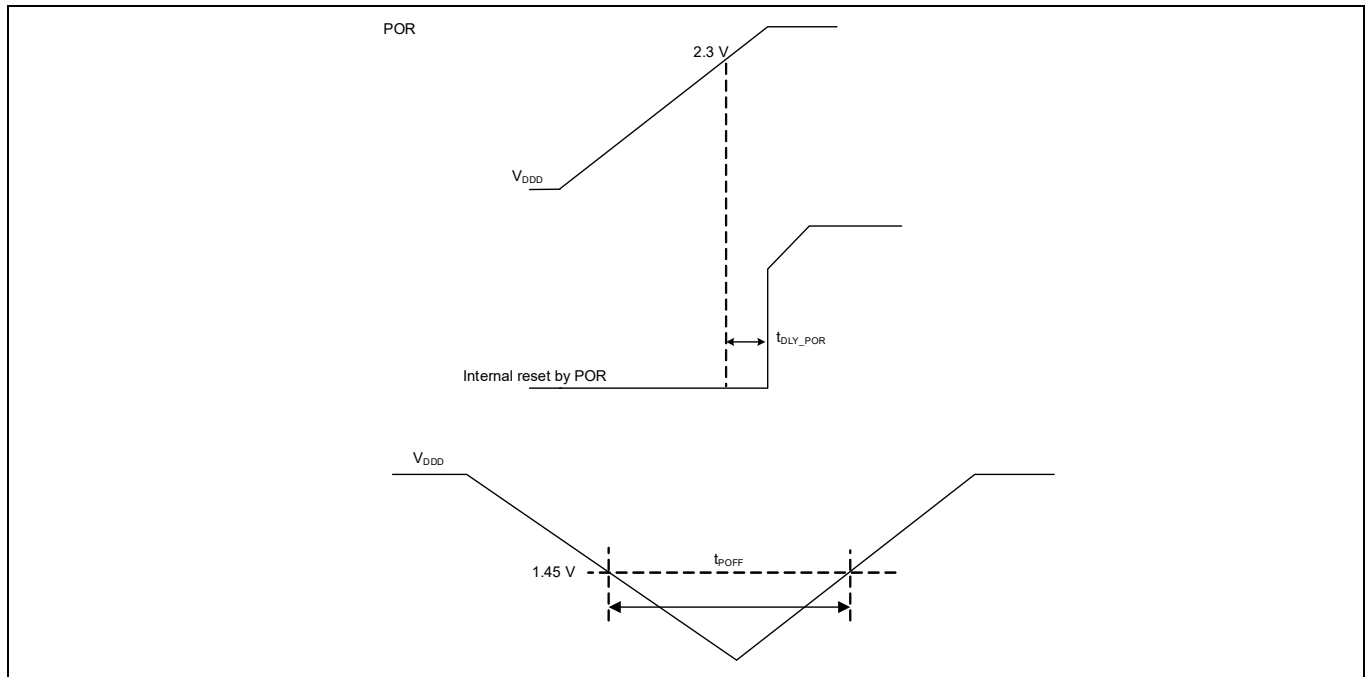 POR
2.3 V
VDDD
tDLY_POR
Internal reset by POR
VDDD
tPOFF
1.45 V